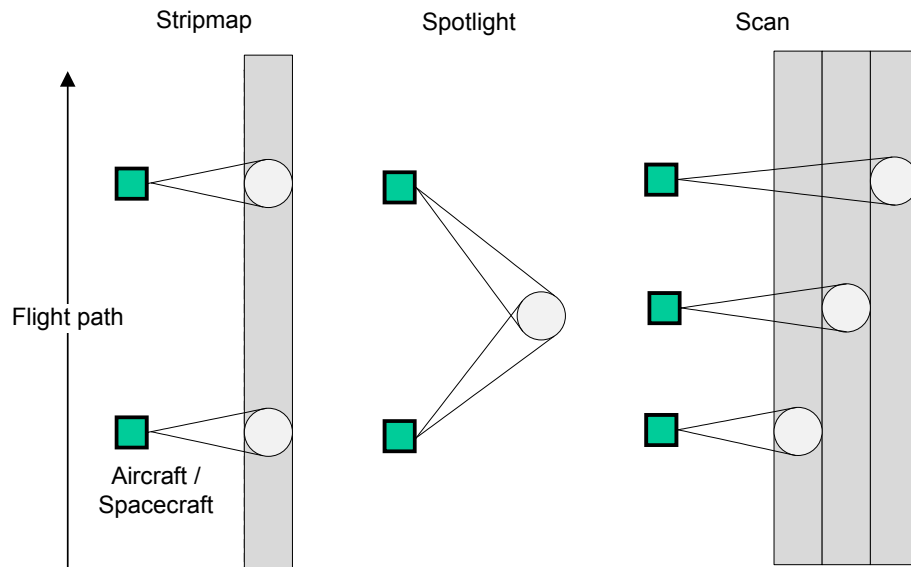 Stripmap
Spotlight
Scan
Flight path
Aircraft /
Spacecraft